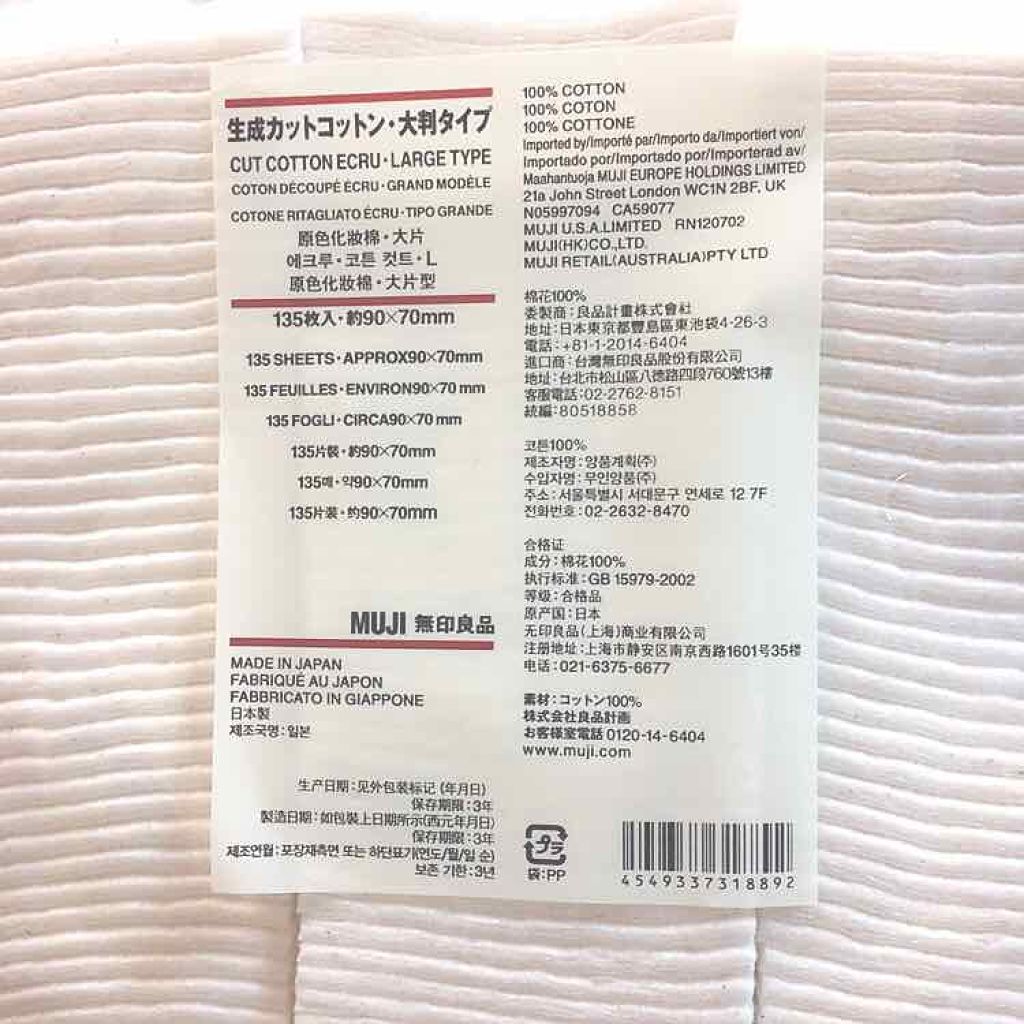 生成カットコットン・大判タイプ
CUT COTTON ECRU・LARGE TYPE
COTON DÉCOUPÉ ÉCRU・GRAND MODÈLE
COTONE RITAGLIATO ÉCRU・TIPO GRANDE
原色化妝棉・大片
에크루・코튼 컷트・L
原色化妝棉・大片型
135枚入・約90×70mm
135 SHEETS・APPROX90×70mm
135 FEUILLES・ENVIRON90×70 mm
135 FOGLI・CIRCA90×70 mm
135片裝・約90×70mm
135매・약90×70mm
135片装・约90×70mm
MUJI 無印良品
MADE IN JAPAN
FABRIQUÉ AU JAPON
FABBRICATO IN GIAPPONE
日本製
제조국명:일본
生产日期:见外包装标记 (年月日)
保存期限:3年
製造日期:如包裝上日期所示(西元年月日)
保存期限:3年
제조연월:포장재측면 또는 하단표기(연도/월/일 순)
보존 기한:3년
100% COTTON
100% COTON
100% COTTONE
Imported by/Importé par/Importo da/Importiert von/
Importado por/Importado por/Importerad av/
Maahantuoja MUJI EUROPE HOLDINGS LIMITED
21a John Street London WC1N 2BF, UK
N05997094 CA59077
MUJI U.S.A.LIMITED RN120702
MUJI(HK)CO.,LTD.
MUJI RETAIL(AUSTRALIA)PTY LTD
棉花100%
委製商:良品計畫株式會社
地址:日本東京都豐島區東池袋4-26-3
電話:+81-1-2014-6404
進口商:台灣無印良品股份有限公司
地址:台北市松山區八德路四段760號13樓
客服電話:02-2762-8151
統編:80518858
코튼100%
제조자명:양품계획(주)
수입자명:무인양품(주)
주소:서울특별시 서대문구 연세로 12 7F
전화번호:02-2632-8470
合格证
成分:棉花100%
执行标准:GB 15979-2002
等级:合格品
原产国:日本
无印良品(上海)商业有限公司
注册地址:上海市静安区南京西路1601号35楼
电话:021-6375-6677
素材:コットン100%
株式会社良品計画
お客様室電話 0120-14-6404
www.muji.com
プラ
袋:PP
4549337318892